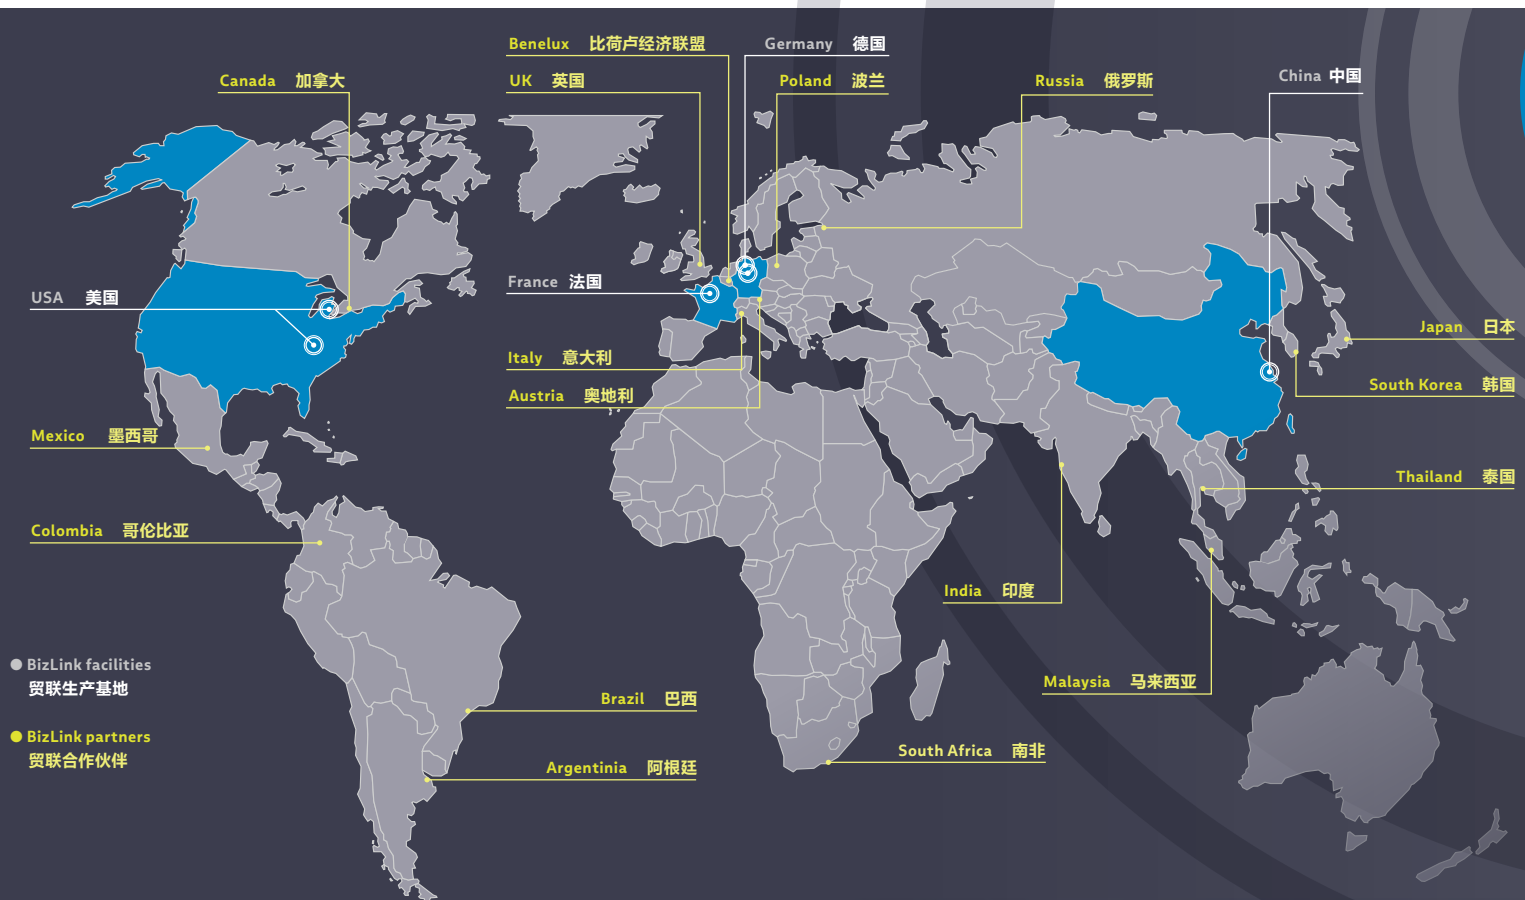 Benelux 比荷卢经济联盟
Germany 德国
Canada 加拿大
UK 英国
Poland 波兰
Russia 俄罗斯
China 中国
France 法国
USA 美国
Japan 日本
Italy 意大利
South Korea 韩国
Austria 奥地利
Mexico 墨西哥
Thailand 泰国
Colombia 哥伦比亚
India 印度
BizLink facilities
贸联生产基地
Malaysia 马来西亚
Brazil 巴西
BizLink partners
贸联合作伙伴
South Africa 南非
Argentinia 阿根廷